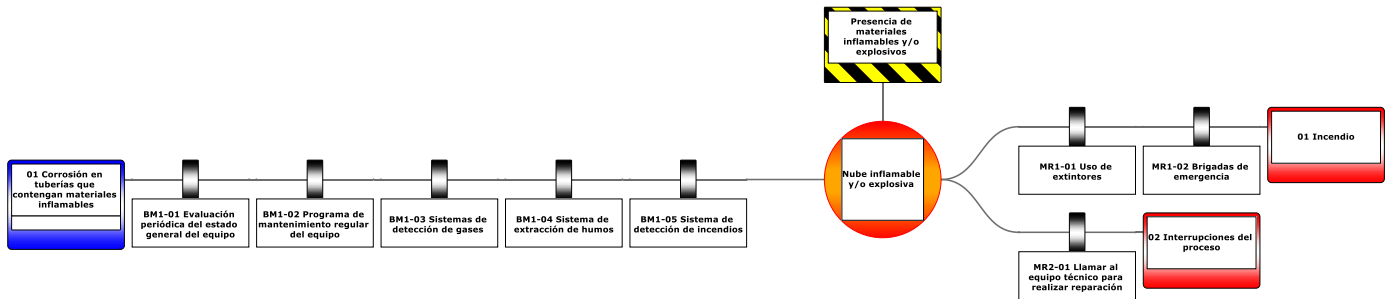 Presencia de
materiales
inflamables y/o
explosivos
01 Corrosión en
tuberías que
contengan materiales
inflamables
BM1-01 Evaluación
periódica del estado
general del equipo
BM1-02 Programa de
mantenimiento regular
del equipo
BM1-03 Sistemas de
detección de gases
BM1-04 Sistema de
extracción de humos
BM1-05 Sistema de
detección de incendios
Nube inflamable
y/o explosiva
MR1-01 Uso de
extintores
MR1-02 Brigadas de
emergencia
01 Incendio
MR2-01 Llamar al
equipo técnico para
realizar reparación
02 Interrupciones del
proceso